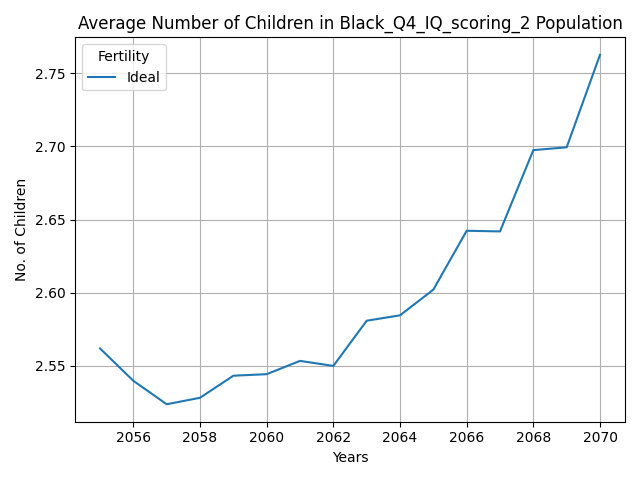 Average Number of Children in Black_Q4_IQ_scoring_2 Population
Fertility
Ideal
2.75
2.70
2.65
2.60
2.55
No. of Children
2056 2058 2060 2062 2064 2066 2068 2070
Years